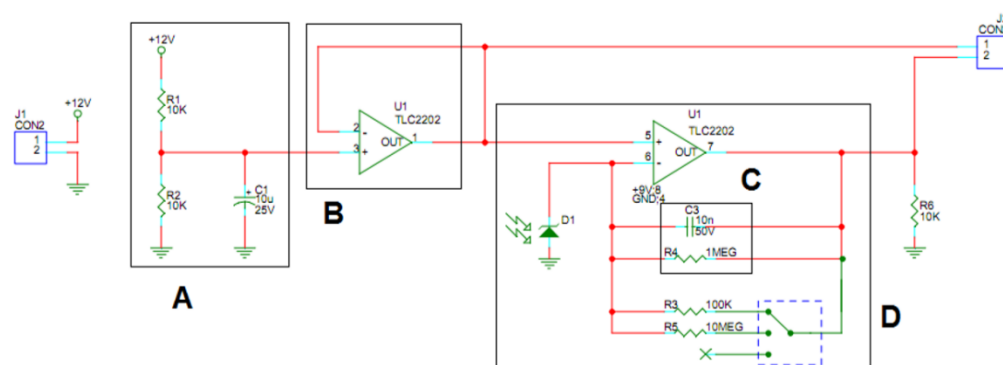 +12V
R1
10K
R2
10K
C1
10u
25V
A
J1
CON2
+12V
1
2
U1
TLC2202
2
-
OUT
1
3
+
B
CON
1
2
U1
TLC2202
5
+
OUT
7
6
-
+9V;8
GND;4
C
C3
10n
50V
R4
1MEG
D1
R3
100K
R5
10MEG
D
R6
10K